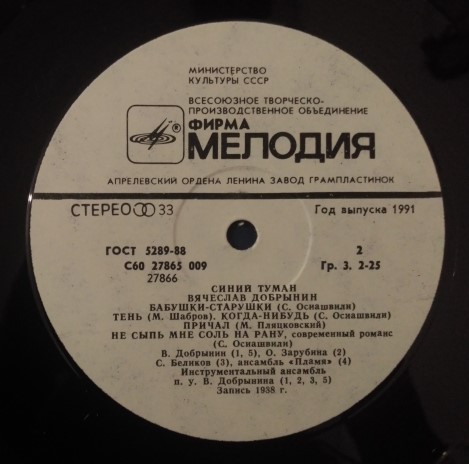 МИНИСТЕРСТВО
КУЛЬТУРЫ СССР
ВСЕСОЮЗНОЕ ТВОРЧЕСКО-
ПРОИЗВОДСТВЕННОЕ ОБЪЕДИНЕНИЕ
ФИРМА
®
МЕЛОДИЯ
АПРЕЛЕВСКИЙ ОРДЕНА ЛЕНИНА ЗАВОД ГРАМПЛАСТИНОК
СТЕРЕО 33
Год выпуска 1991
ГОСТ 5289-88
2
С60 27865 009
Гр. 3. 2-25
27866
СИНИЙ ТУМАН
ВЯЧЕСЛАВ ДОБРЫНИН
БАБУШКИ-СТАРУШКИ (С. Осиашвили)
ТЕНЬ (М. Шабров). КОГДА-НИБУДЬ (С. Осиашвили)
ПРИЧАЛ (М. Пляцковский)
НЕ СЫПЬ МНЕ СОЛЬ НА РАНУ, современный романс
(С. Осиашвили)
В. Добрынин (1, 5), О. Зарубина (2)
С. Беликов (3), ансамбль «Пламя» (4)
Инструментальный ансамбль
п. у. В. Добрынина (1, 2, 3, 5)
Запись 1938 г.